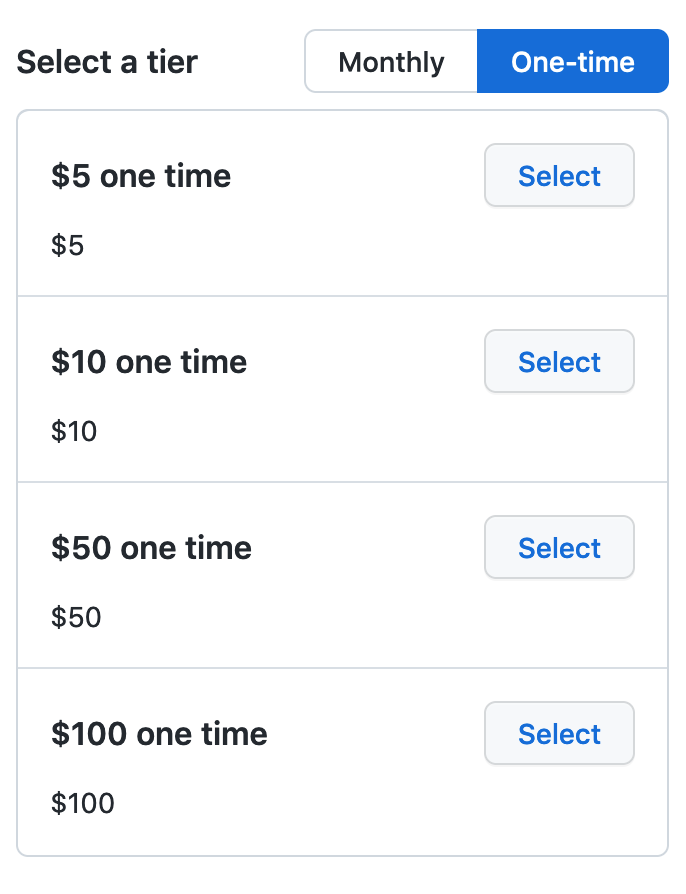 Select a tier
Monthly
One-time
$5 one time
Select
$5
$10 one time
Select
$10
$50 one time
Select
$50
$100 one time
Select
$100